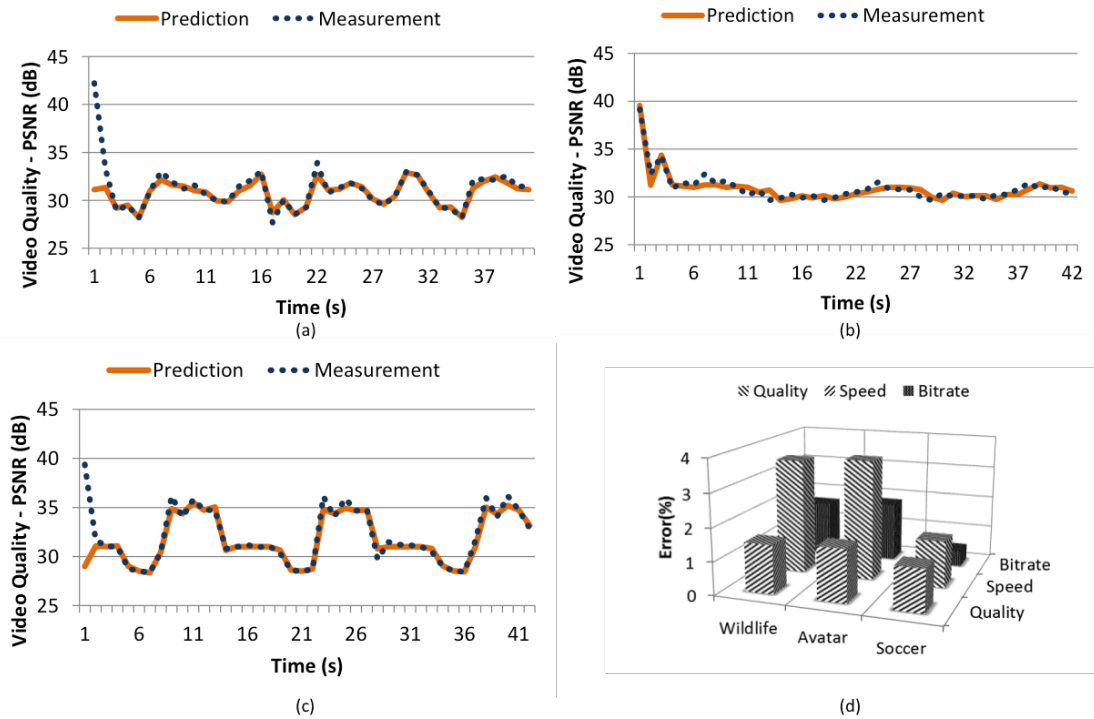 Prediction Measurement
Video Quality - PSNR (dB)
45
40
35
30
25
1 6 11 16 22 27 32 37
Time (s)
(a)
Prediction Measurement
Video Quality - PSNR (dB)
45
40
35
30
25
1 6 11 16 22 27 32 37 42
Time (s)
(b)
Prediction Measurement
Video Quality - PSNR (dB)
45
40
35
30
25
1 6 11 16 21 26 31 36 41
Time (s)
(c)
Quality Speed Bitrate
Error(%)
4
3
2
1
0
Wildlife
Avatar
Soccer
Bitrate
Speed
Quality
(d)